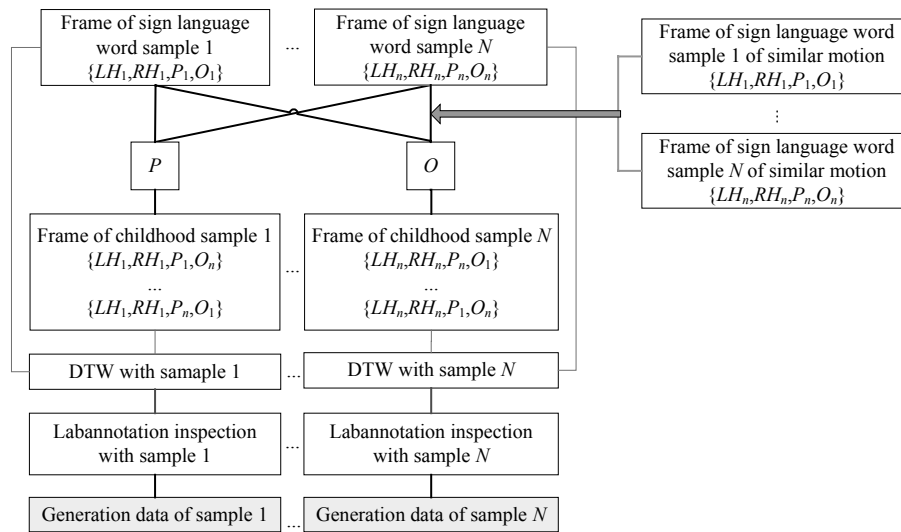 Frame of sign language
word sample 1
{LH₁,RH₁,P₁,O₁}
...
Frame of sign language
word sample N
{LHₙ,RHₙ,Pₙ,Oₙ}
Frame of sign language word
sample 1 of similar motion
{LH₁,RH₁,P₁,O₁}
...
Frame of sign language word
sample N of similar motion
{LHₙ,RHₙ,Pₙ,Oₙ}
P
O
Frame of childhood sample 1
{LH₁,RH₁,P₁,Oₙ}
...
{LH₁,RH₁,Pₙ,O₁}
...
Frame of childhood sample N
{LHₙ,RHₙ,Pₙ,O₁}
...
{LHₙ,RHₙ,P₁,Oₙ}
DTW with samaple 1
...
DTW with sample N
Labannotation inspection
with sample 1
...
Labannotation inspection
with sample N
Generation data of sample 1
...
Generation data of sample N